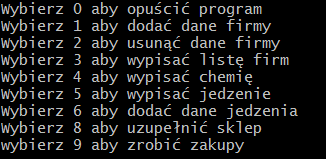 Wybierz 0 aby opuścić program
Wybierz 1 aby dodać dane firmy
Wybierz 2 aby usunąć dane firmy
Wybierz 3 aby wypisać listę firm
Wybierz 4 aby wypisać chemię
Wybierz 5 aby wypisać jedzenie
Wybierz 6 aby dodać dane jedzenia
Wybierz 8 aby uzupełnić sklep
wybierz 9 aby zrobić zakupy